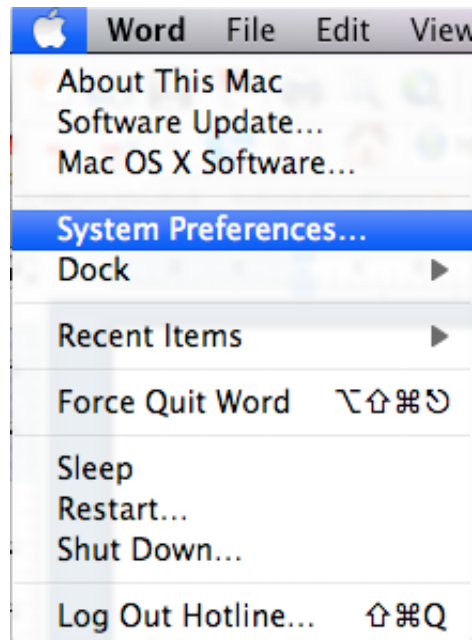 Word File Edit View
About This Mac
Software Update...
Mac OS X Software...
System Preferences...
Dock
Recent Items
Force Quit Word ⌥⇧⌘⎋
Sleep
Restart...
Shut Down...
Log Out Hotline... ⇧⌘Q